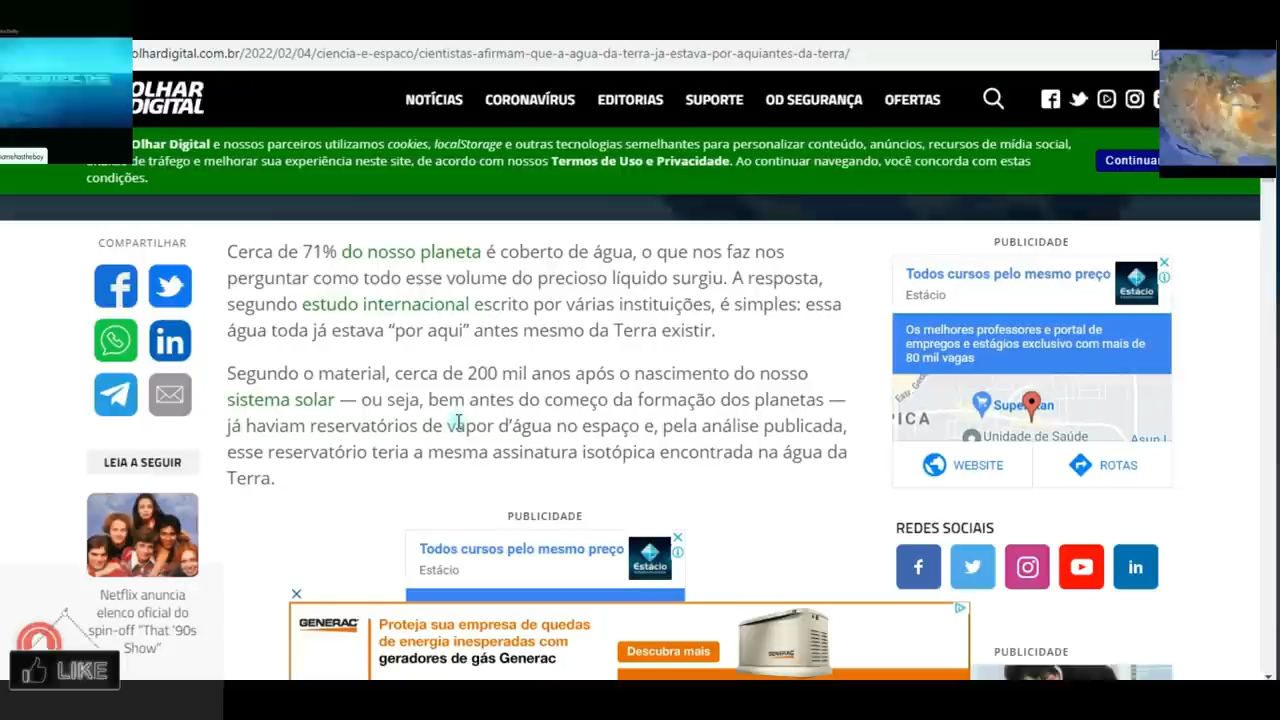 olhardigital.com.br/2022/02/04/ciencia-e-espaco/cientistas-afirmam-que-a-agua-da-terra-ja-estava-por-aquiantes-da-terra/
OLHAR
DIGITAL
NOTÍCIAS
CORONAVÍRUS
EDITORIAS
SUPORTE
OD SEGURANÇA
OFERTAS
Olhar Digital e nossos parceiros utilizamos cookies, localStorage e outras tecnologias semelhantes para personalizar conteúdo, anúncios, recursos de mídia social,
de tráfego e melhorar sua experiência neste site, de acordo com nossos Termos de Uso e Privacidade. Ao continuar navegando, você concorda com estas
condições.
Continuar
COMPARTILHAR
Cerca de 71% do nosso planeta é coberto de água, o que nos faz nos
perguntar como todo esse volume do precioso líquido surgiu. A resposta,
segundo estudo internacional escrito por várias instituições, é simples: essa
água toda já estava “por aqui” antes mesmo da Terra existir.
Segundo o material, cerca de 200 mil anos após o nascimento do nosso
sistema solar — ou seja, bem antes do começo da formação dos planetas —
já haviam reservatórios de vapor d’água no espaço e, pela análise publicada,
esse reservatório teria a mesma assinatura isotópica encontrada na água da
Terra.
LEIA A SEGUIR
Netflix anuncia
elenco oficial do
spin-off “That ’90s
Show”
LIKE
PUBLICIDADE
Todos cursos pelo mesmo preço
Estácio
Estácio
GENERAC
Proteja sua empresa de quedas
de energia inesperadas com
geradores de gás Generac
Descubra mais
GENERAC
PUBLICIDADE
Todos cursos pelo mesmo preço
Estácio
Estácio
Os melhores professores e portal de
empregos e estágios exclusivo com mais de
80 mil vagas
PICA
Unidade de Saúde
WEBSITE
ROTAS
REDES SOCIAIS
PUBLICIDADE